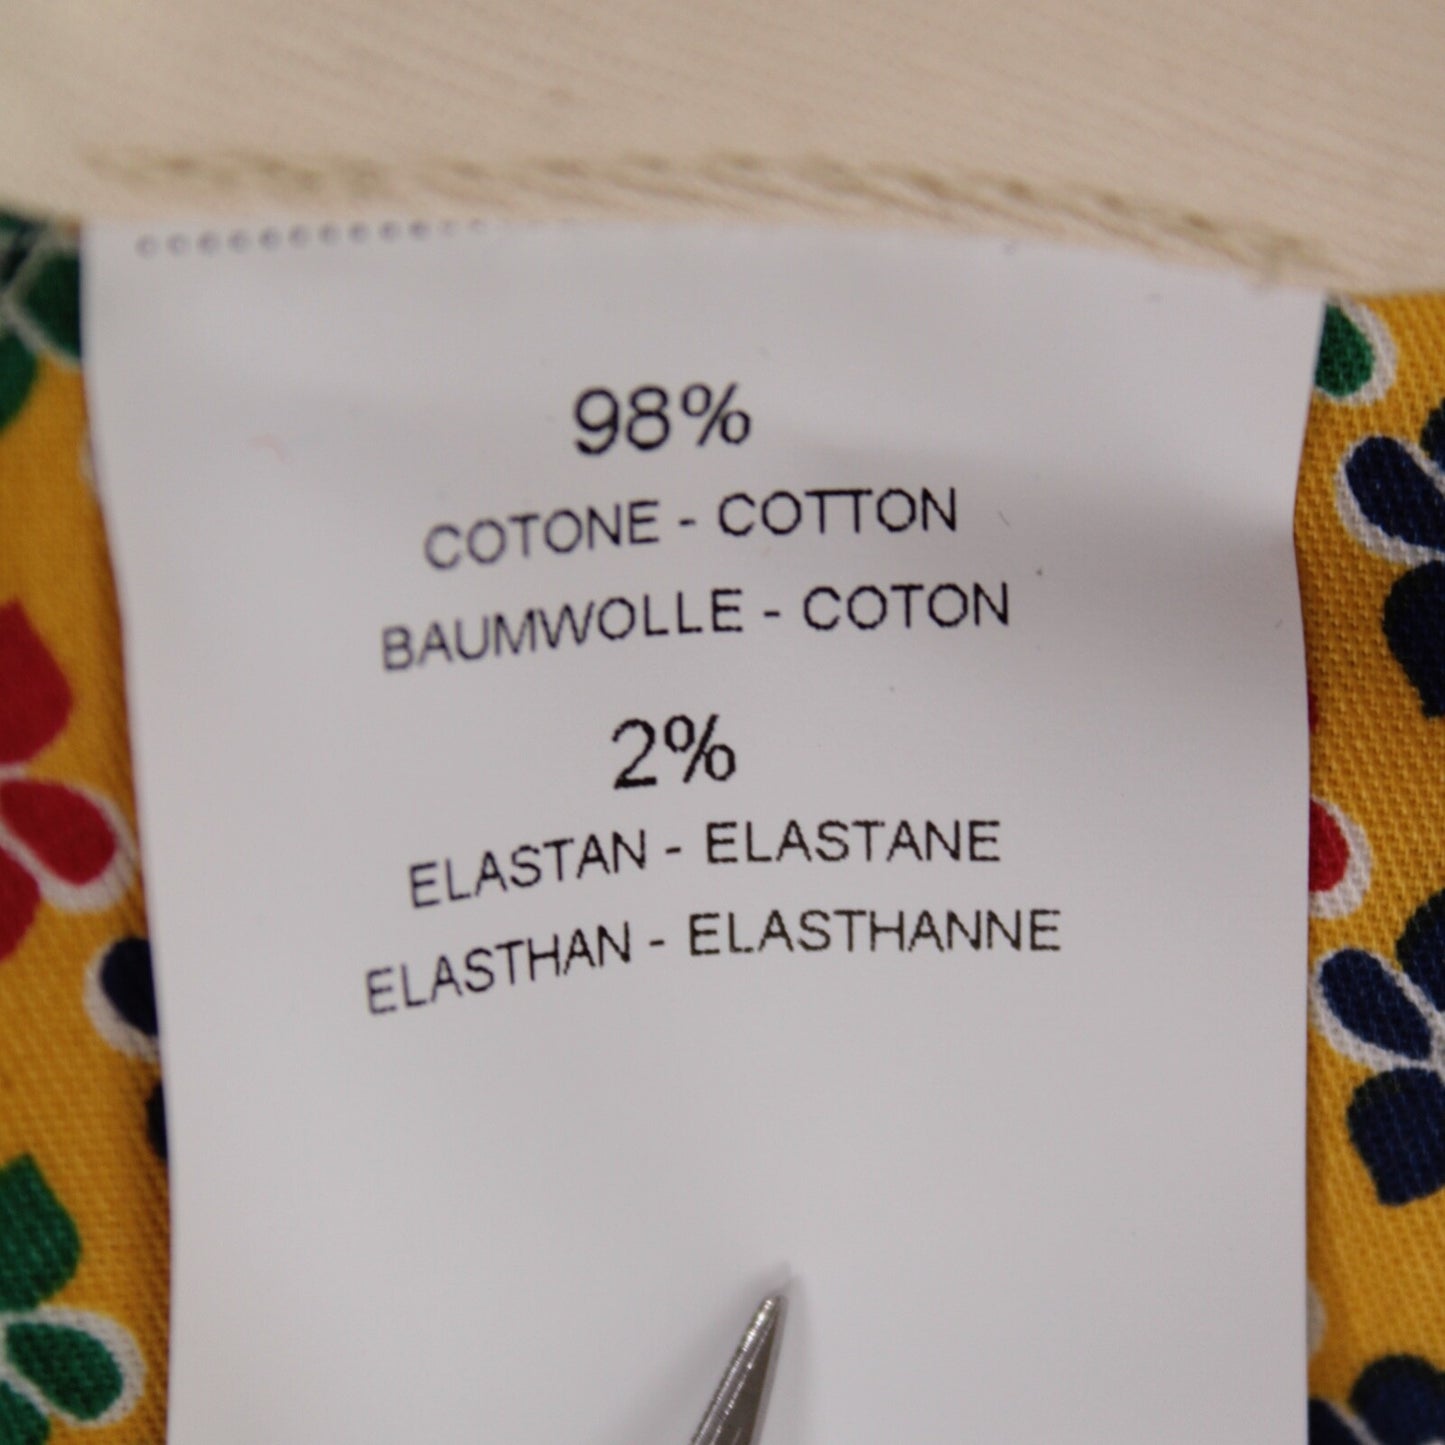 98%
COTONE - COTTON
BAUMWOLLE - COTON
2%
ELASTAN - ELASTANE
ELASTHAN - ELASTHANNE